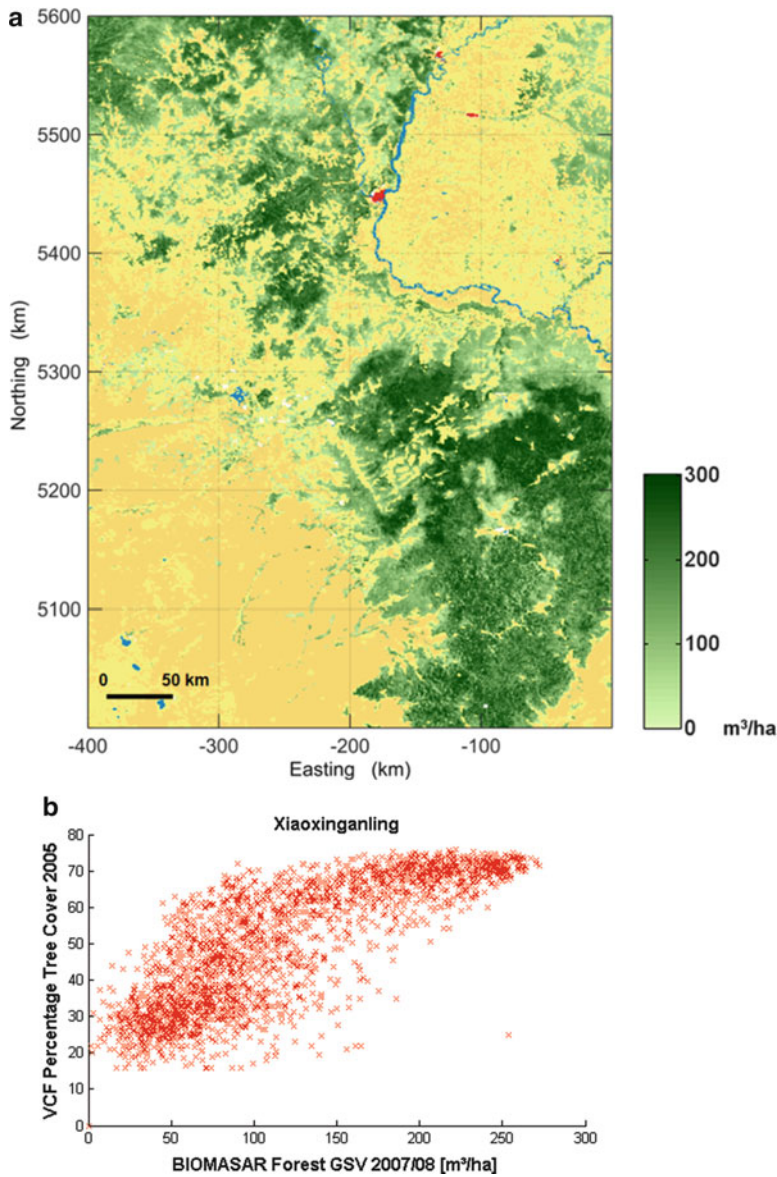 a
5600
5500
5400
5300
5200
5100
Northing (km)
0 50 km
-400 -300 -200 -100
Easting (km)
300
200
100
0 m³/ha
b
Xiaoxinganling
80
70
60
50
40
30
20
10
0
VCF Percentage Tree Cover 2005
0 50 100 150 200 250 300
BIOMASAR Forest GSV 2007/08 [m³/ha]